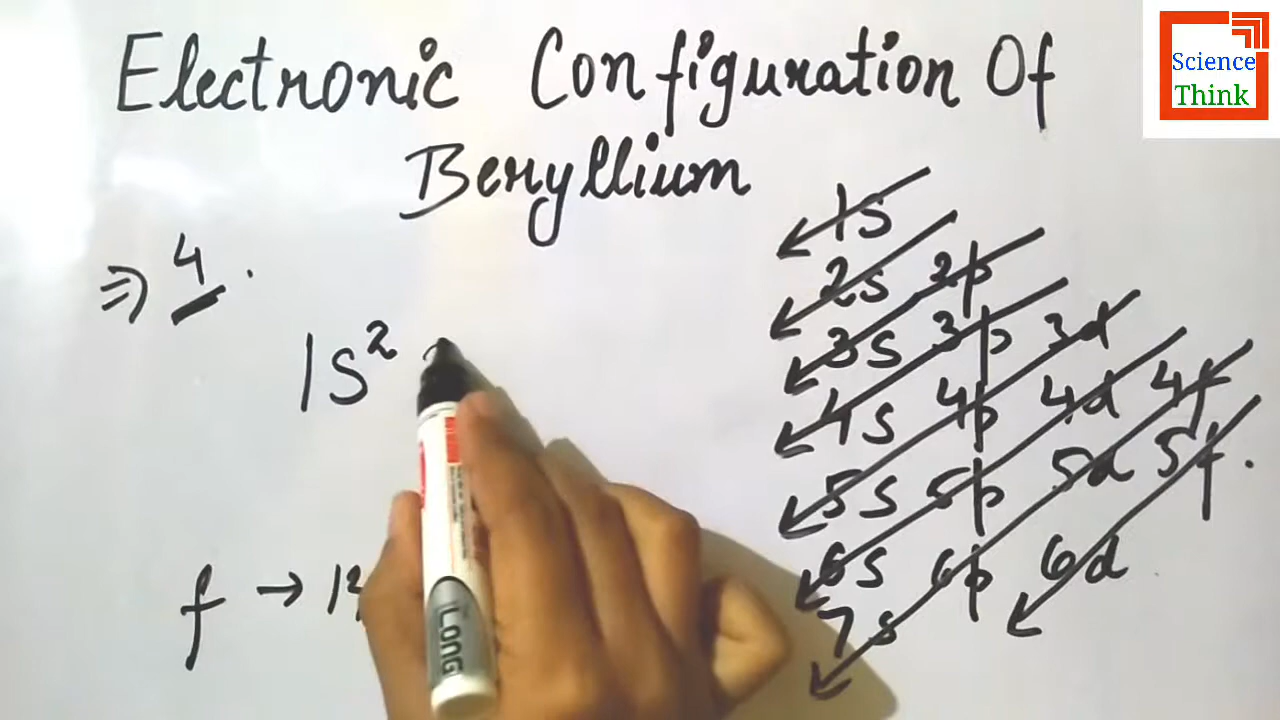 Electronic Configuration Of
Beryllium
Science
Think
⇒ 4 .
1s²
f → 1
1s
2s 2p
3s 3p 3d
4s 4p 4d 4f
5s 5p 5d 5f .
6s 6p 6d
7s
LONG